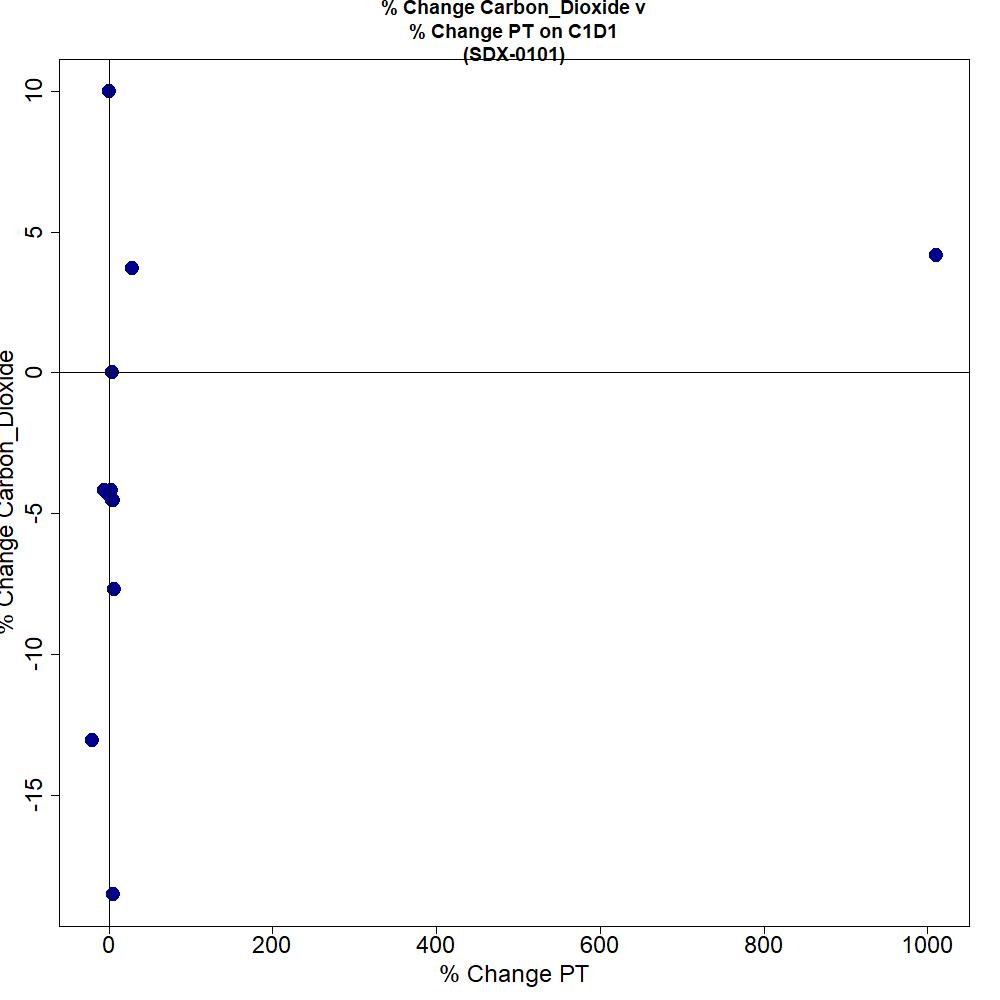 % Change Carbon_Dioxide v
% Change PT on C1D1
(SDX-0101)
% Change Carbon_Dioxide
10
5
0
-5
-10
-15
0
200
400
600
800
1000
% Change PT